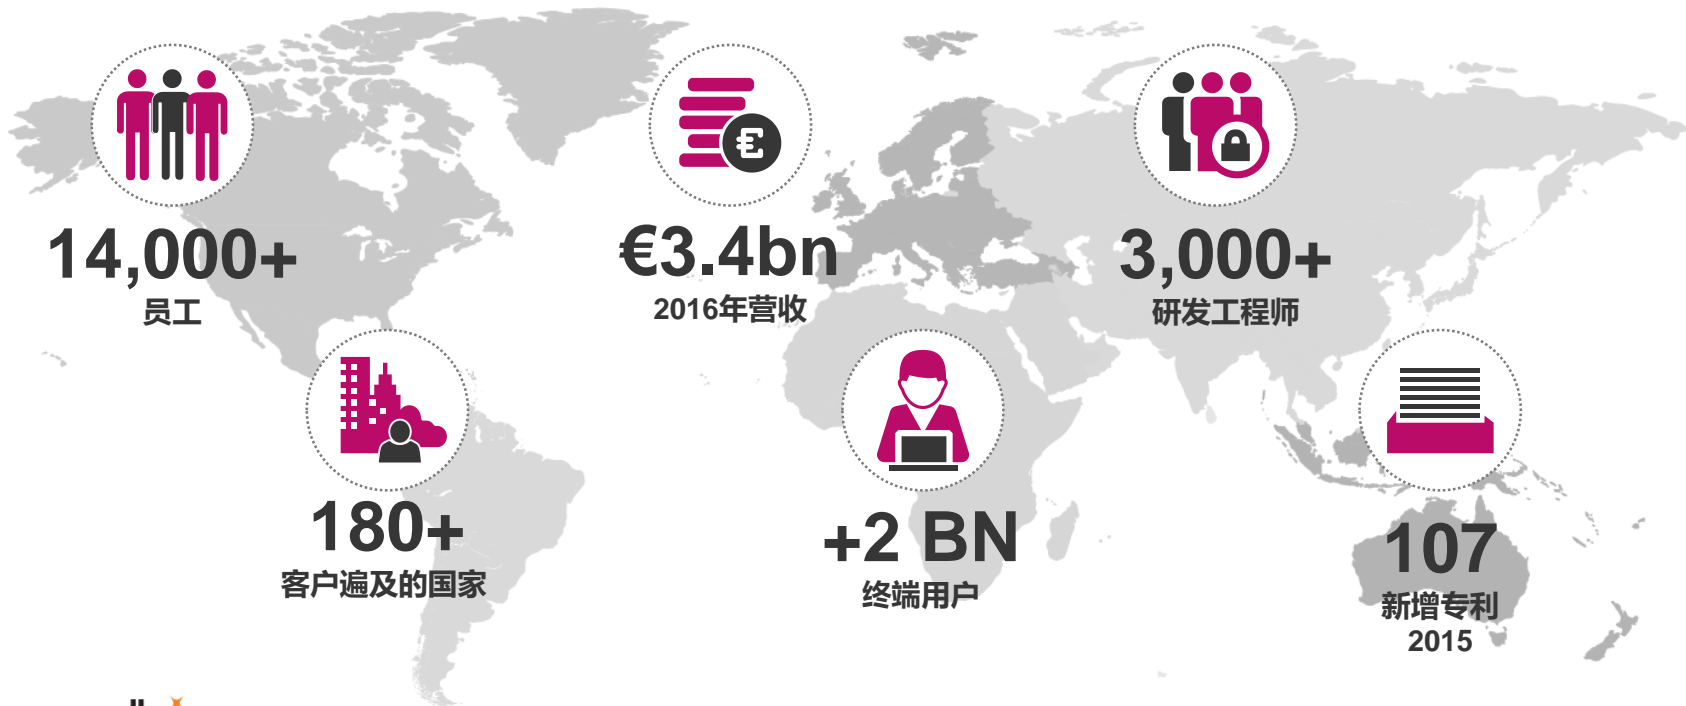 14,000+
员工
€3.4bn
2016年营收
3,000+
研发工程师
180+
客户遍及的国家
+2 BN
终端用户
107
新增专利
2015